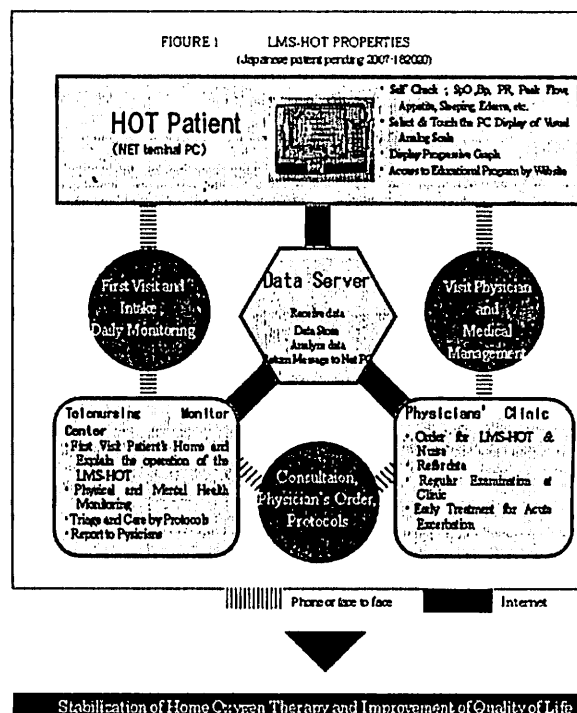 FIGURE 1 LMS-HOT PROPERTIES
(Japanese patent pending 2007-182020)
HOT Patient
(NET teminal PC)
• Self Check ; SpO₂,Bp, PR, Peak Flow,
Appetite, Sleeping, Edema, etc.
• Select & Touch the PC Display of Visual
Analog Scale
• Display Progressive Graph
• Access to Educational Program by Website
First Visit and
Intake,
Daily Monitoring
Data Server
Receive data
Data Store
Analyze data
Return Message to Net PC
Visit Physician
and
Medical
Management
Telenursing Monitor
Center
• First Visit Patient's Home and
Explain the operation of the
LMS-HOT
• Physical and Mental Health
Monitoring
• Triage and Care by Protocols
• Report to Pysicians
Consultaion,
Physician's Order,
Protocols
Physicians' Clinic
• Order for LMS-HOT &
Nurse
• Refer data
• Regular Examination at
Clinic
• Early Treatment for Acute
Excerbation
Phone or face to face
Internet
Stabilization of Home Oxygen Therapy and Improvement of Quality of Life